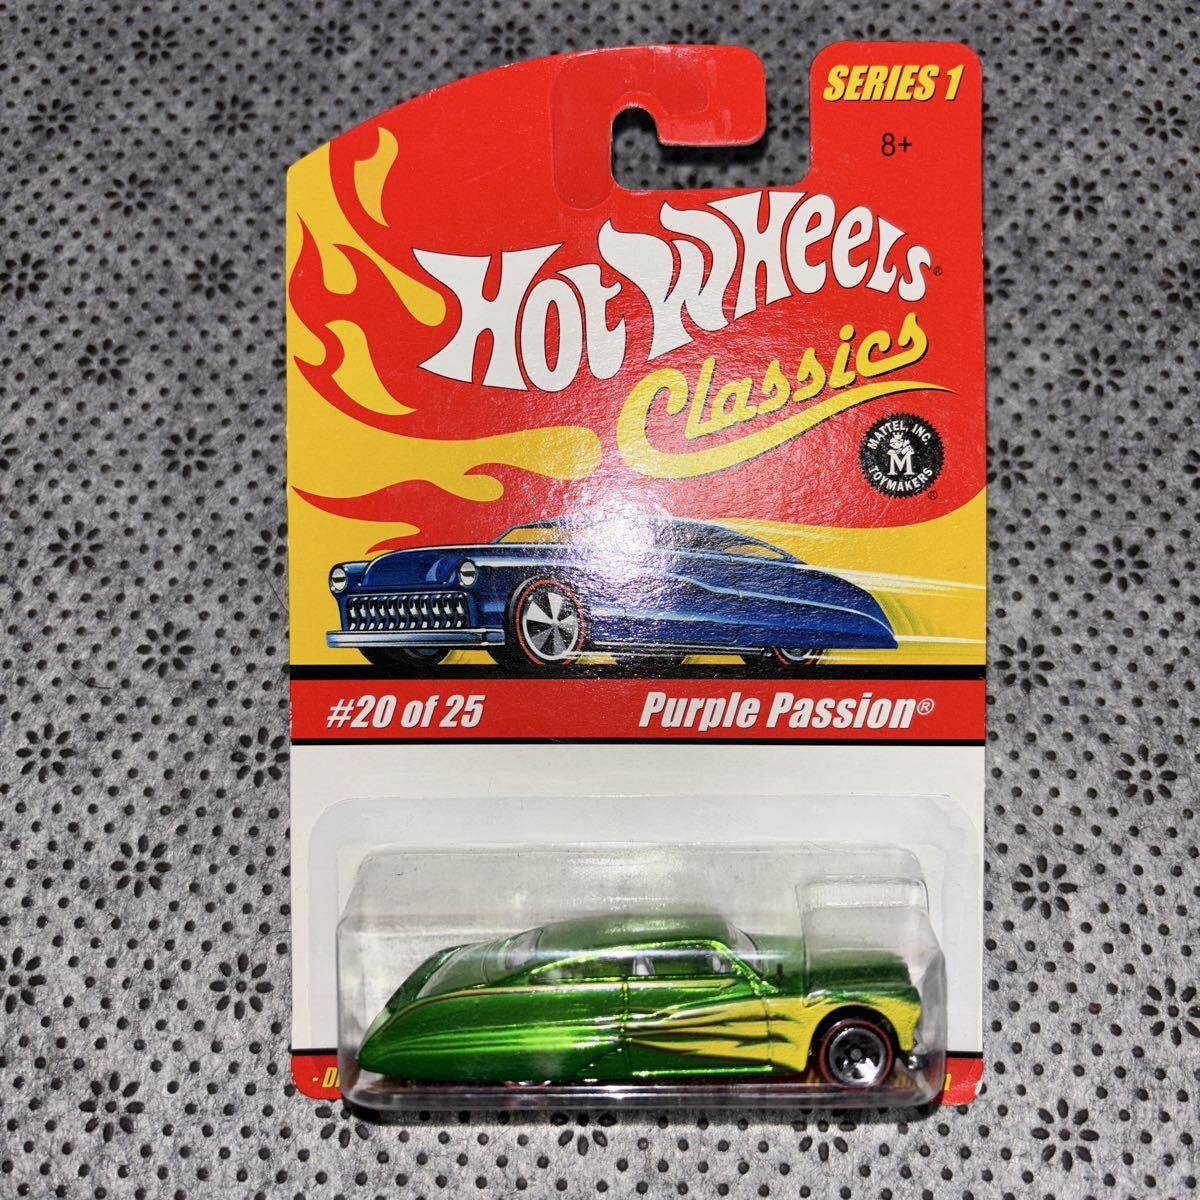 SERIES 1
8+
HOT WHEELS®
Classics
MATTEL, INC.
M
TOYMAKERS®
#20 of 25 Purple Passion®